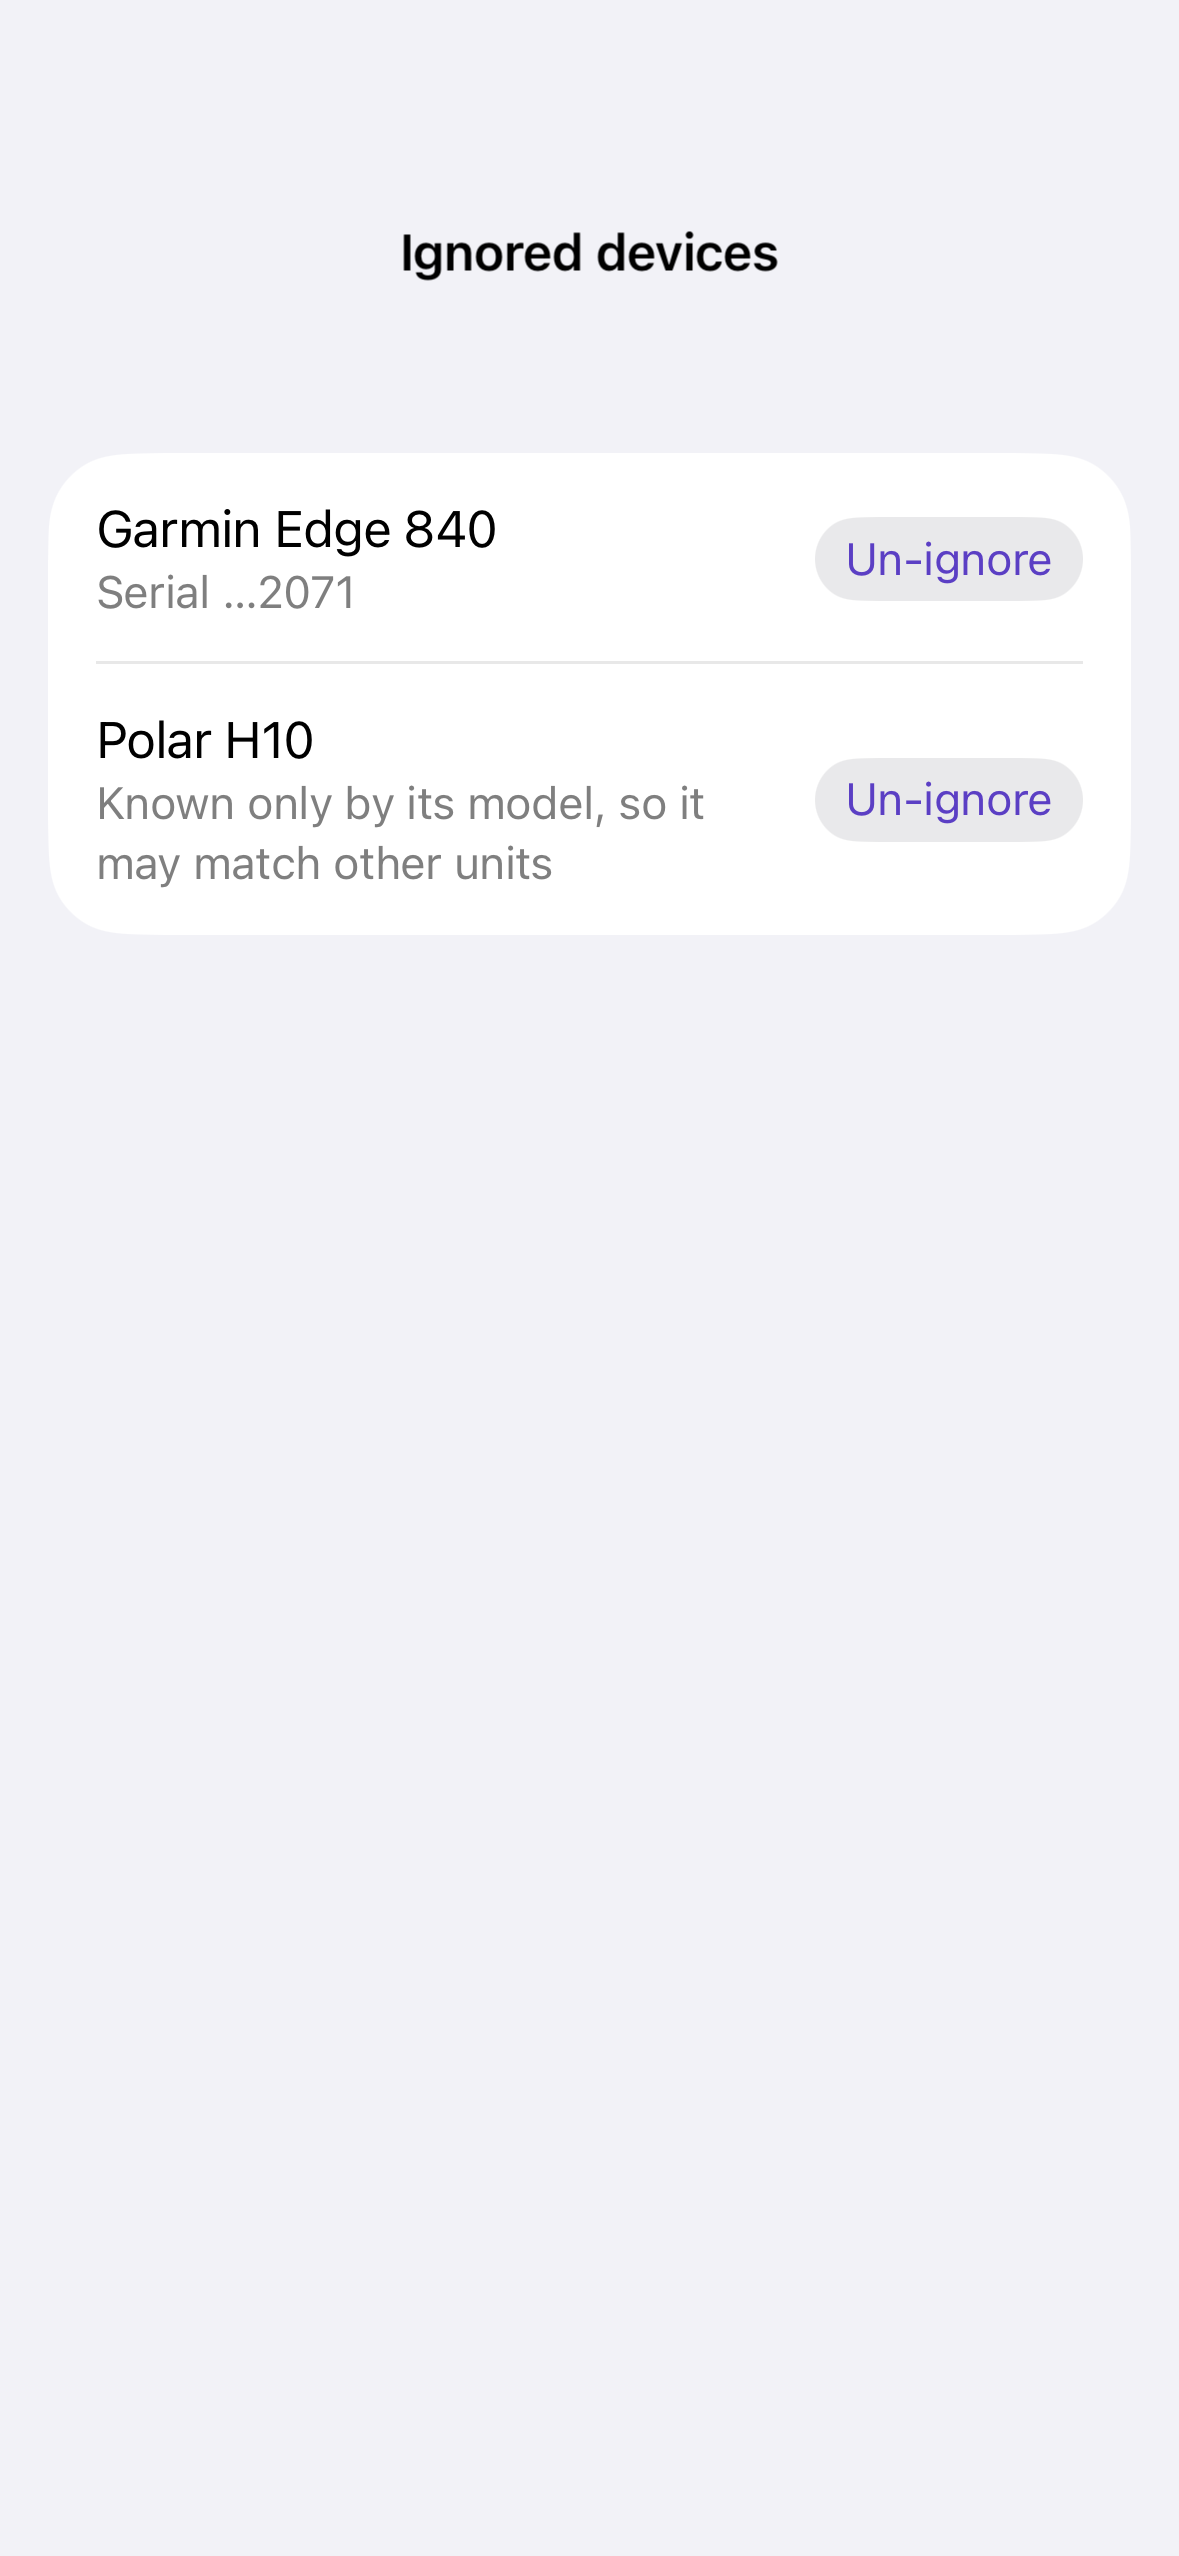 Ignored devices
Garmin Edge 840
Serial ...2071
Un-ignore
Polar H10
Known only by its model, so it
may match other units
Un-ignore